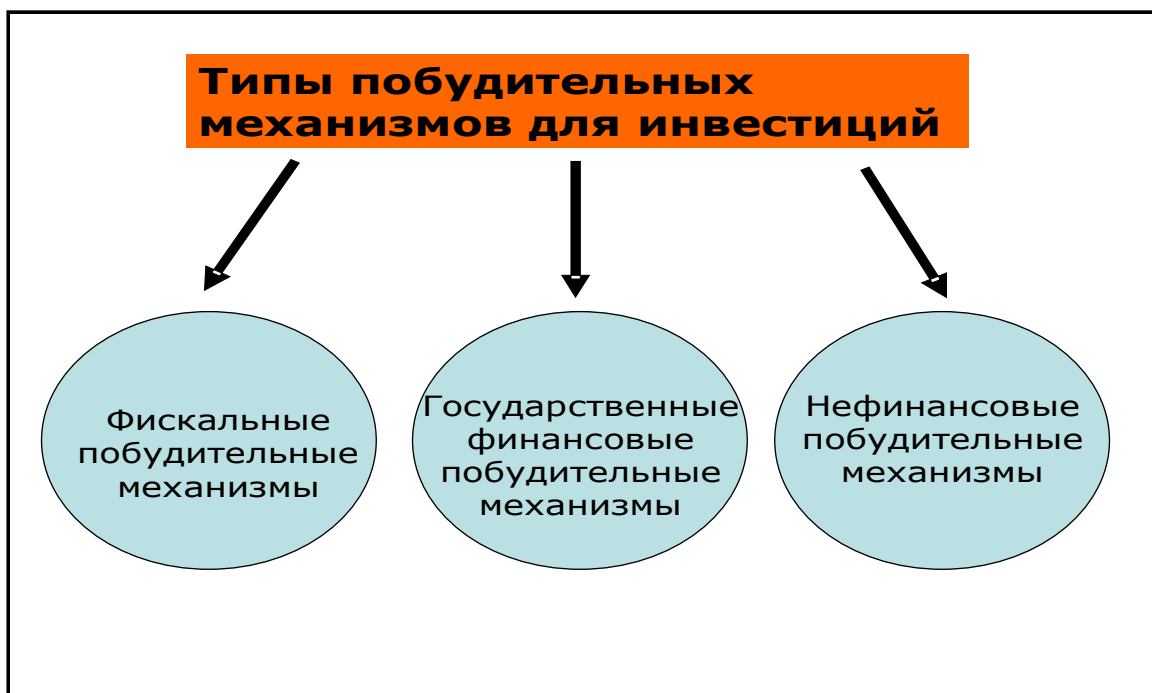 Типы побудительных
механизмов для инвестиций
Фискальные
побудительные
механизмы
Государственные
финансовые
побудительные
механизмы
Нефинансовые
побудительные
механизмы